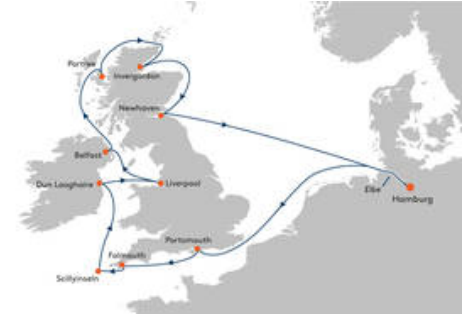 Portree
Invergordon
Newhaven
Belfast
Dun Laoghaire
Liverpool
Elbe
Hamburg
Portsmouth
Falmouth
Scillyinseln